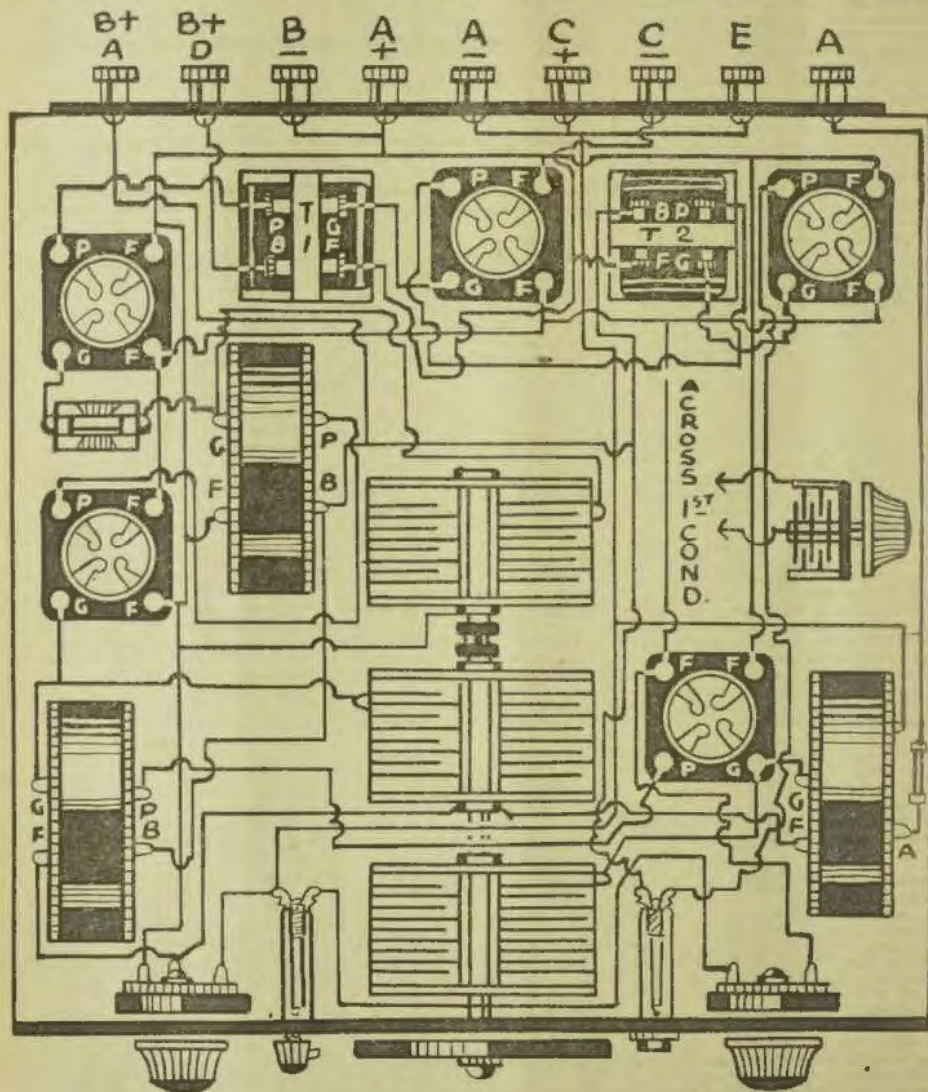 B+ B+ B A A C C E A
A D - + - + -
P F
G F
T 1
P G
B F
P F
G F
B P
T 2
F G
P F
G F
G P
F B
ACROSS 1ST COND.
P F
G F
F F
P G
G P
F B
G
F
A